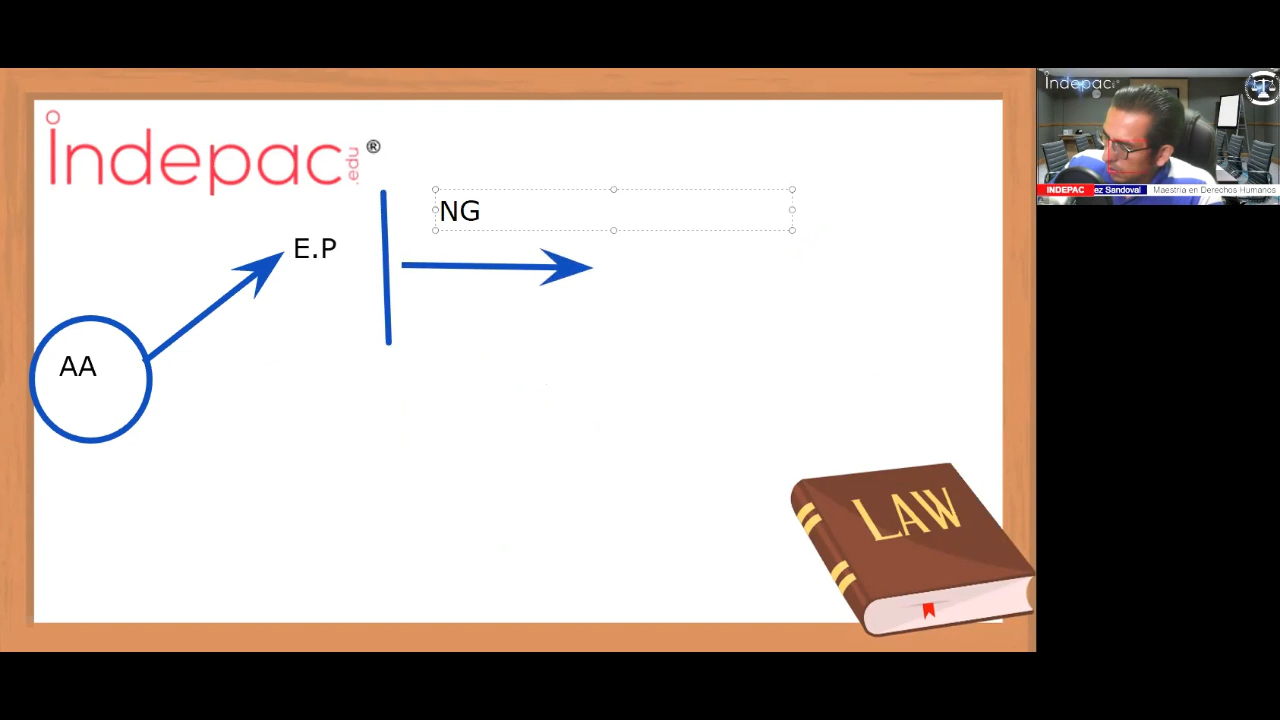 indepac.edu®
NG
E.P
AA
LAW
indepac
INDEPAC
ez Sandoval
Maestría en Derechos Humanos